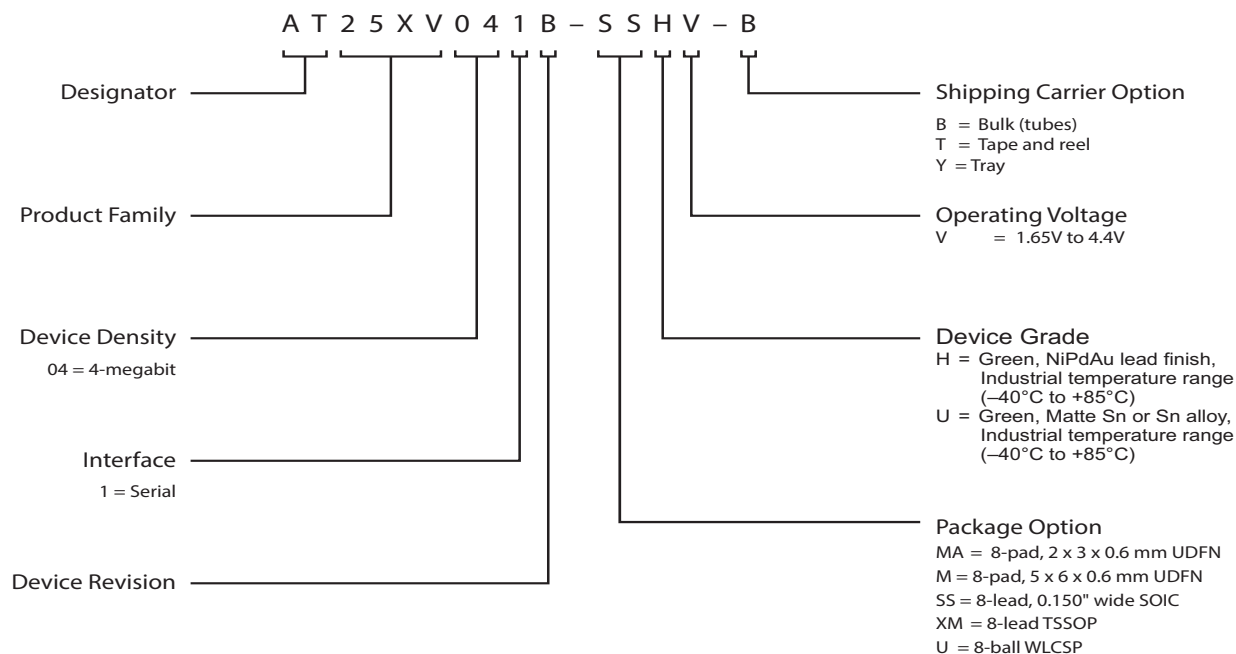 A T 2 5 X V 0 4 1 B – S S H V – B
Designator
Product Family
Device Density
04 = 4-megabit
Interface
1 = Serial
Device Revision
Shipping Carrier Option
B = Bulk (tubes)
T = Tape and reel
Y = Tray
Operating Voltage
V = 1.65V to 4.4V
Device Grade
H = Green, NiPdAu lead finish,
Industrial temperature range
(–40°C to +85°C)
U = Green, Matte Sn or Sn alloy,
Industrial temperature range
(–40°C to +85°C)
Package Option
MA = 8-pad, 2 x 3 x 0.6 mm UDFN
M = 8-pad, 5 x 6 x 0.6 mm UDFN
SS = 8-lead, 0.150" wide SOIC
XM = 8-lead TSSOP
U = 8-ball WLCSP